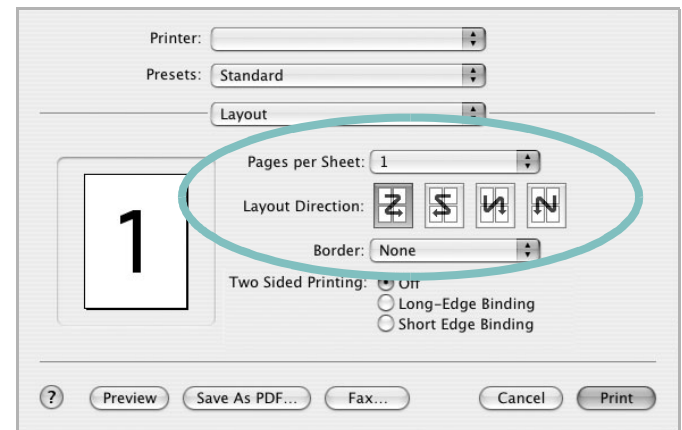 Printer:
Presets: Standard
Layout
Pages per Sheet: 1
Layout Direction:
1
Border: None
Two Sided Printing: Off
Long-Edge Binding
Short Edge Binding
? Preview Save As PDF... Fax... Cancel Print